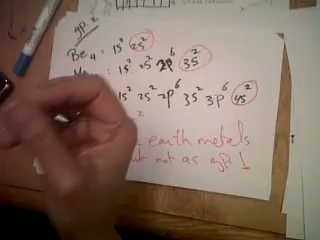 gp. 2
Be₄ : 1s² 2s²
: 1s² 2s² 2p⁶ 3s²
1s² 2s² 2p⁶ 3s² 3p⁶ 4s²
2
earth metals
not as gp. 1